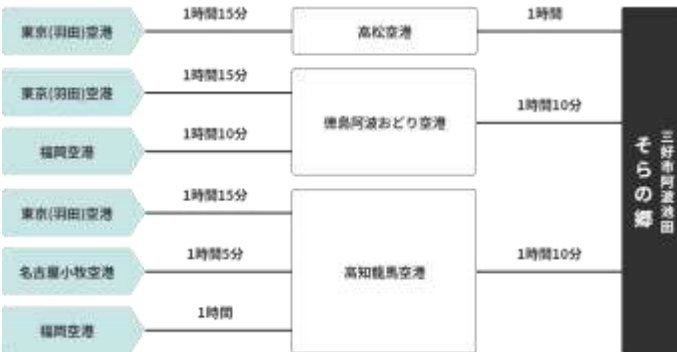 1時間15分
1時間
東京(羽田)空港
高松空港
1時間15分
東京(羽田)空港
1時間10分
徳島阿波おどり空港
1時間10分
福岡空港
1時間15分
東京(羽田)空港
1時間5分
1時間10分
名古屋小牧空港
高知龍馬空港
1時間
福岡空港
三好市阿波池田
そらの郷